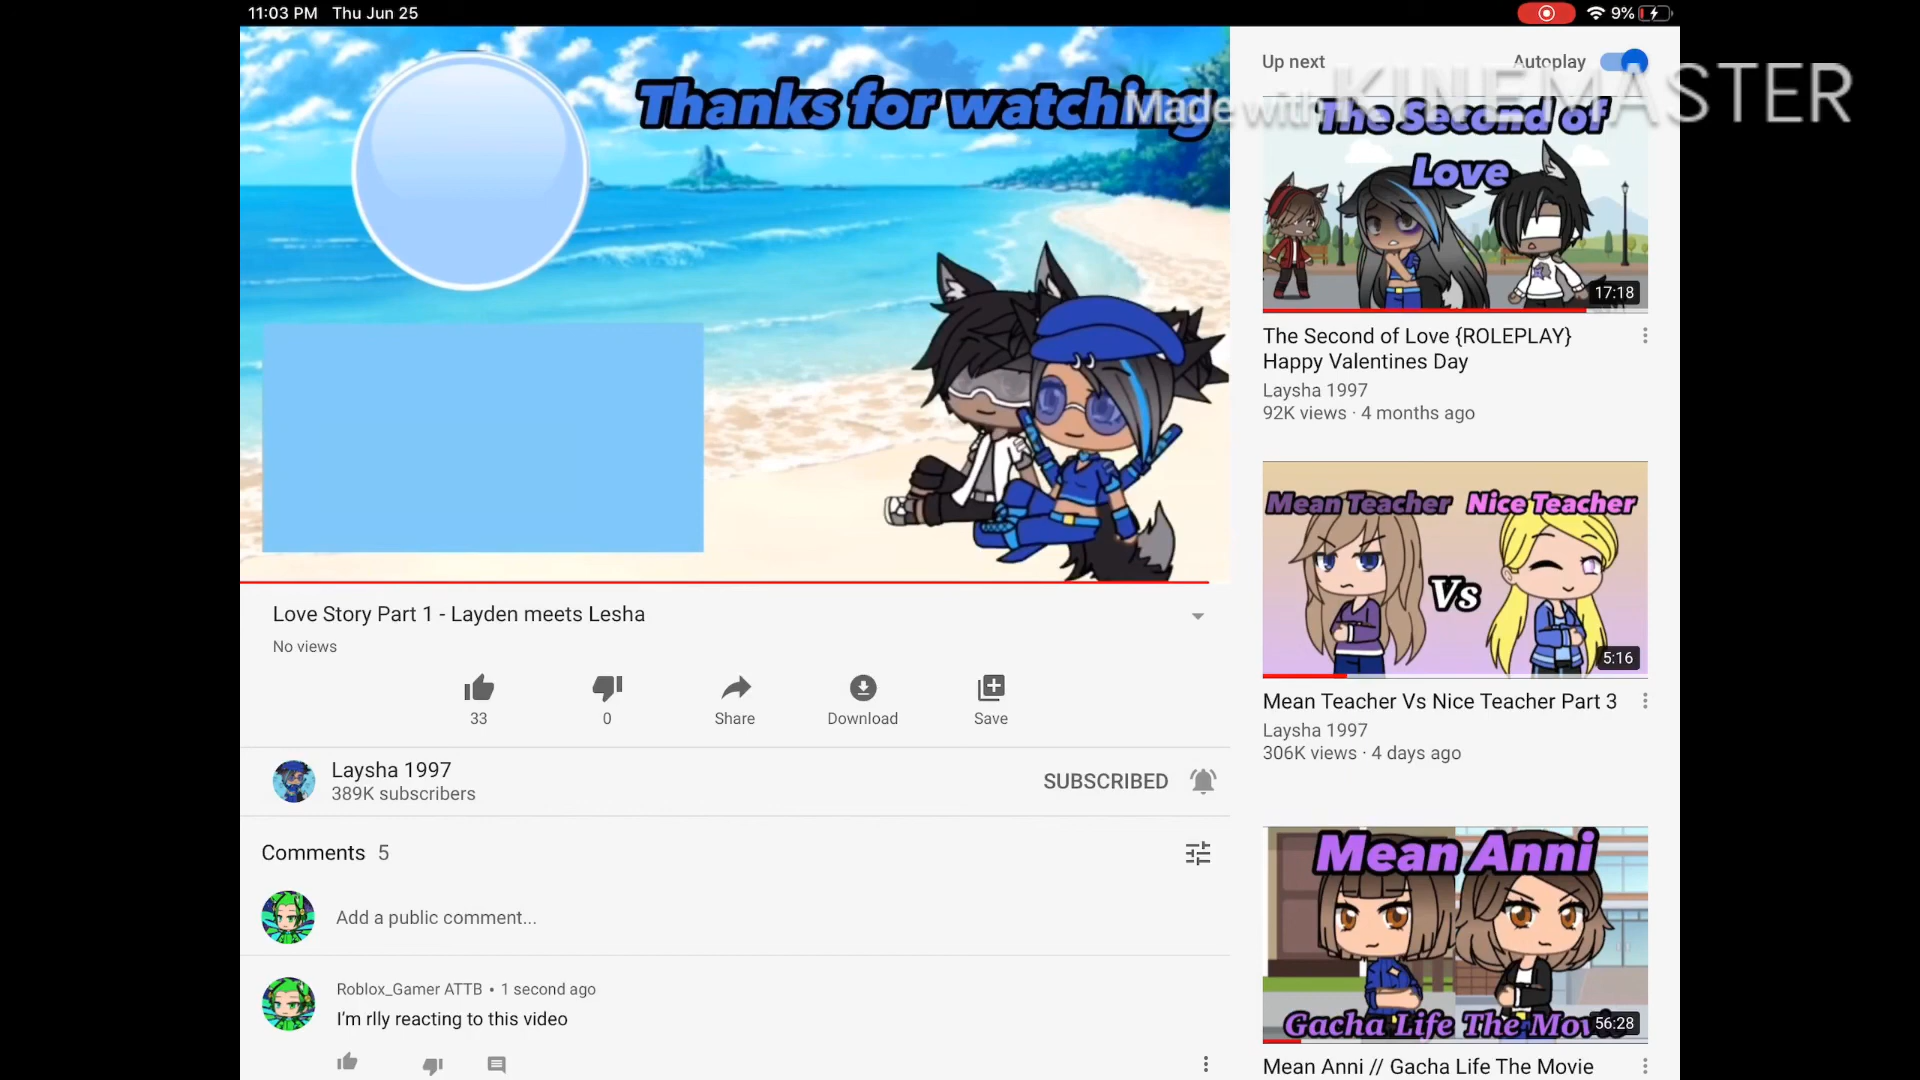 11:03 PM Thu Jun 25
9%
Thanks for watching
Made with KINEMASTER
Love Story Part 1 - Layden meets Lesha
No views
33
0
Share
Download
Save
Laysha 1997
389K subscribers
SUBSCRIBED
Comments 5
Add a public comment...
Roblox_Gamer ATTB • 1 second ago
I'm rlly reacting to this video
Up next
Autoplay
The Second of
Love
17:18
The Second of Love {ROLEPLAY}
Happy Valentines Day
Laysha 1997
92K views · 4 months ago
Mean Teacher Nice Teacher
Vs
5:16
Mean Teacher Vs Nice Teacher Part 3
Laysha 1997
306K views · 4 days ago
Mean Anni
Gacha Life The Movie
56:28
Mean Anni // Gacha Life The Movie